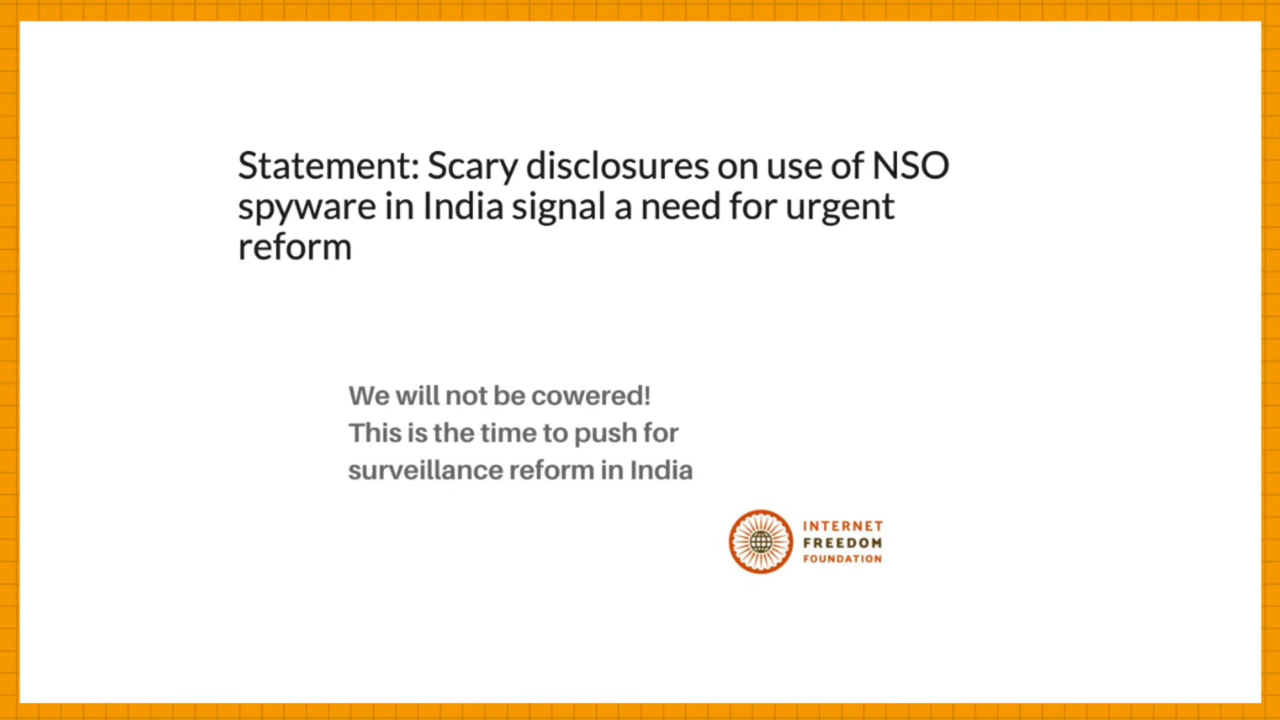 Statement: Scary disclosures on use of NSO
spyware in India signal a need for urgent
reform
We will not be cowered!
This is the time to push for
surveillance reform in India
INTERNET
FREEDOM
FOUNDATION